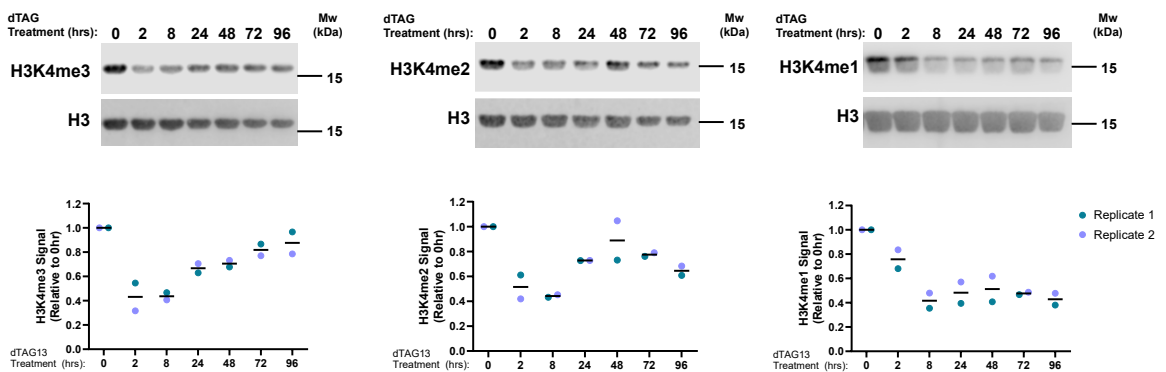 dTAG
Treatment (hrs): 0 2 8 24 48 72 96 Mw (kDa)
H3K4me3 15
H3 15
dTAG
Treatment (hrs): 0 2 8 24 48 72 96 Mw (kDa)
H3K4me2 15
H3 15
dTAG
Treatment (hrs): 0 2 8 24 48 72 96 Mw (kDa)
H3K4me1 15
H3 15
H3K4me3 Signal
(Relative to 0hr)
1.2
1.0
0.8
0.6
0.4
0.2
0.0
dTAG13
Treatment (hrs): 0 2 8 24 48 72 96
H3K4me2 Signal
(Relative to 0hr)
1.2
1.0
0.8
0.6
0.4
0.2
0.0
dTAG13
Treatment (hrs): 0 2 8 24 48 72 96
H3K4me1 Signal
(Relative to 0hr)
1.2
1.0
0.8
0.6
0.4
0.2
0.0
dTAG13
Treatment (hrs): 0 2 8 24 48 72 96
Replicate 1
Replicate 2